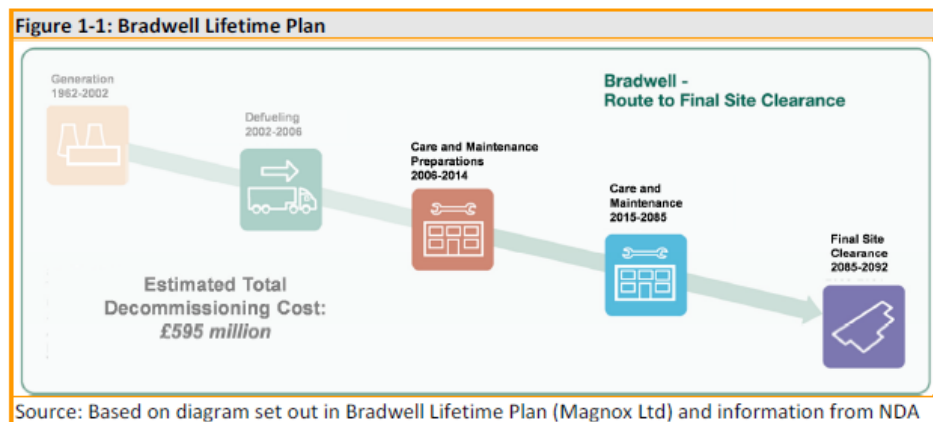 Figure 1-1: Bradwell Lifetime Plan
Generation
1962-2002
Bradwell -
Route to Final Site Clearance
Defueling
2002-2006
Care and Maintenance
Preparations
2006-2014
Care and
Maintenance
2015-2085
Final Site
Clearance
2085-2092
Estimated Total
Decommissioning Cost:
£595 million
Source: Based on diagram set out in Bradwell Lifetime Plan (Magnox Ltd) and information from NDA